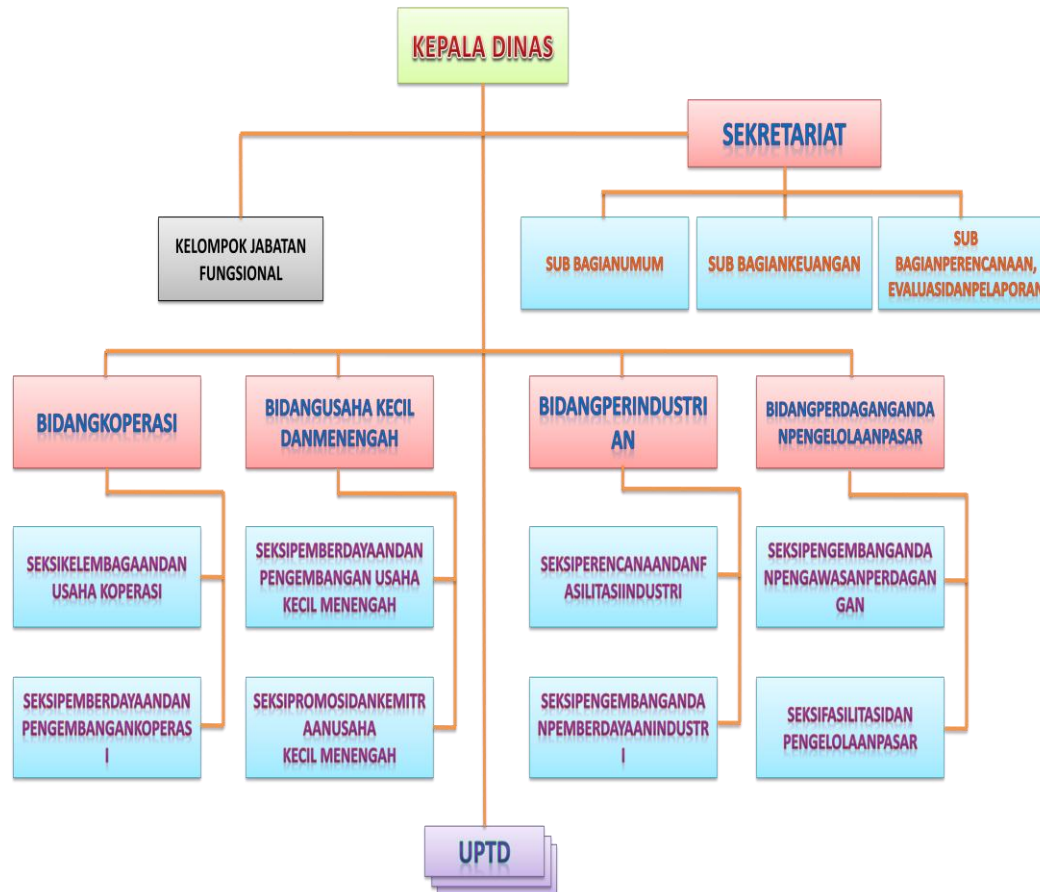 KEPALA DINAS
SEKRETARIAT
KELOMPOK JABATAN
FUNGSIONAL
SUB BAGIANUMUM
SUB BAGIANKEUANGAN
SUB
BAGIANPERENCANAAN,
EVALUASIDANPELAPORAN
BIDANGKOPERASI
BIDANGUSAHA KECIL
DANMENENGAH
BIDANGPERINDUSTRI
AN
BIDANGPERDAGANGANDA
NPENGELOLAANPASAR
SEKSIKELEMBAGAANDAN
USAHA KOPERASI
SEKSIPEMBERDAYAANDAN
PENGEMBANGAN USAHA
KECIL MENENGAH
SEKSIPERENCANAANDANF
ASILITASIINDUSTRI
SEKSIPENGEMBANGANDA
NPENGAWASANPERDAGAN
GAN
SEKSIPEMBERDAYAANDAN
PENGEMBANGANKOPERAS
I
SEKSIPROMOSIDANKEMITR
AANUSAHA
KECIL MENENGAH
SEKSIPENGEMBANGANDA
NPEMBERDAYAANINDUSTR
I
SEKSIFASILITASIDAN
PENGELOLAANPASAR
UPTD